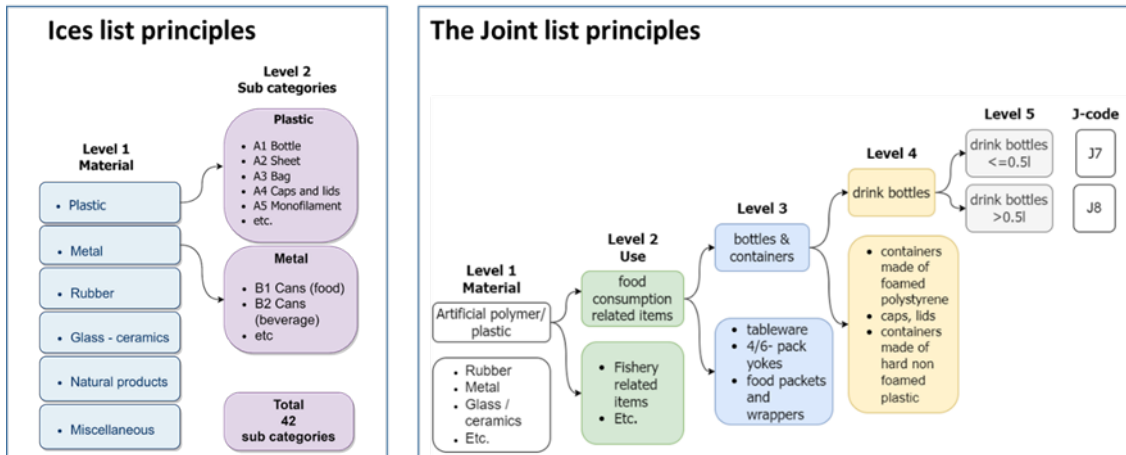 Ices list principles
Level 1
Material
• Plastic
• Metal
• Rubber
• Glass - ceramics
• Natural products
• Miscellaneous
Level 2
Sub categories
Plastic
• A1 Bottle
• A2 Sheet
• A3 Bag
• A4 Caps and lids
• A5 Monofilament
• etc.
Metal
• B1 Cans (food)
• B2 Cans
(beverage)
• etc
Total
42
sub categories
The Joint list principles
Level 1
Material
Artificial polymer/
plastic
• Rubber
• Metal
• Glass /
ceramics
• Etc.
Level 2
Use
food
consumption
related items
• Fishery
related
items
• Etc.
Level 3
bottles &
containers
• tableware
• 4/6- pack
yokes
• food packets
and
wrappers
Level 4
drink bottles
• containers
made of
foamed
polystyrene
• caps, lids
• containers
made of
hard non
foamed
plastic
Level 5
drink bottles
<=0.5l
drink bottles
>0.5l
J-code
J7
J8